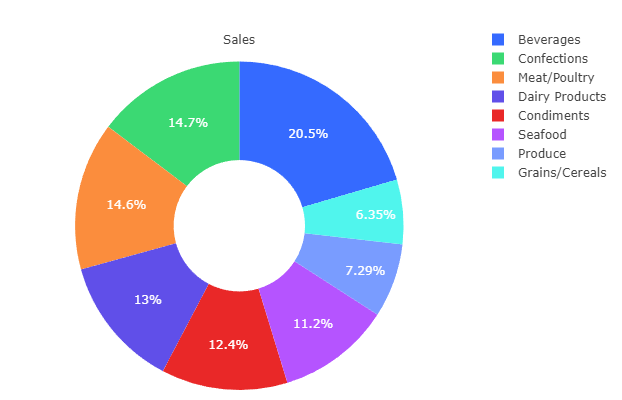 Sales
20.5%
14.7%
14.6%
13%
12.4%
11.2%
7.29%
6.35%
Beverages
Confections
Meat/Poultry
Dairy Products
Condiments
Seafood
Produce
Grains/Cereals